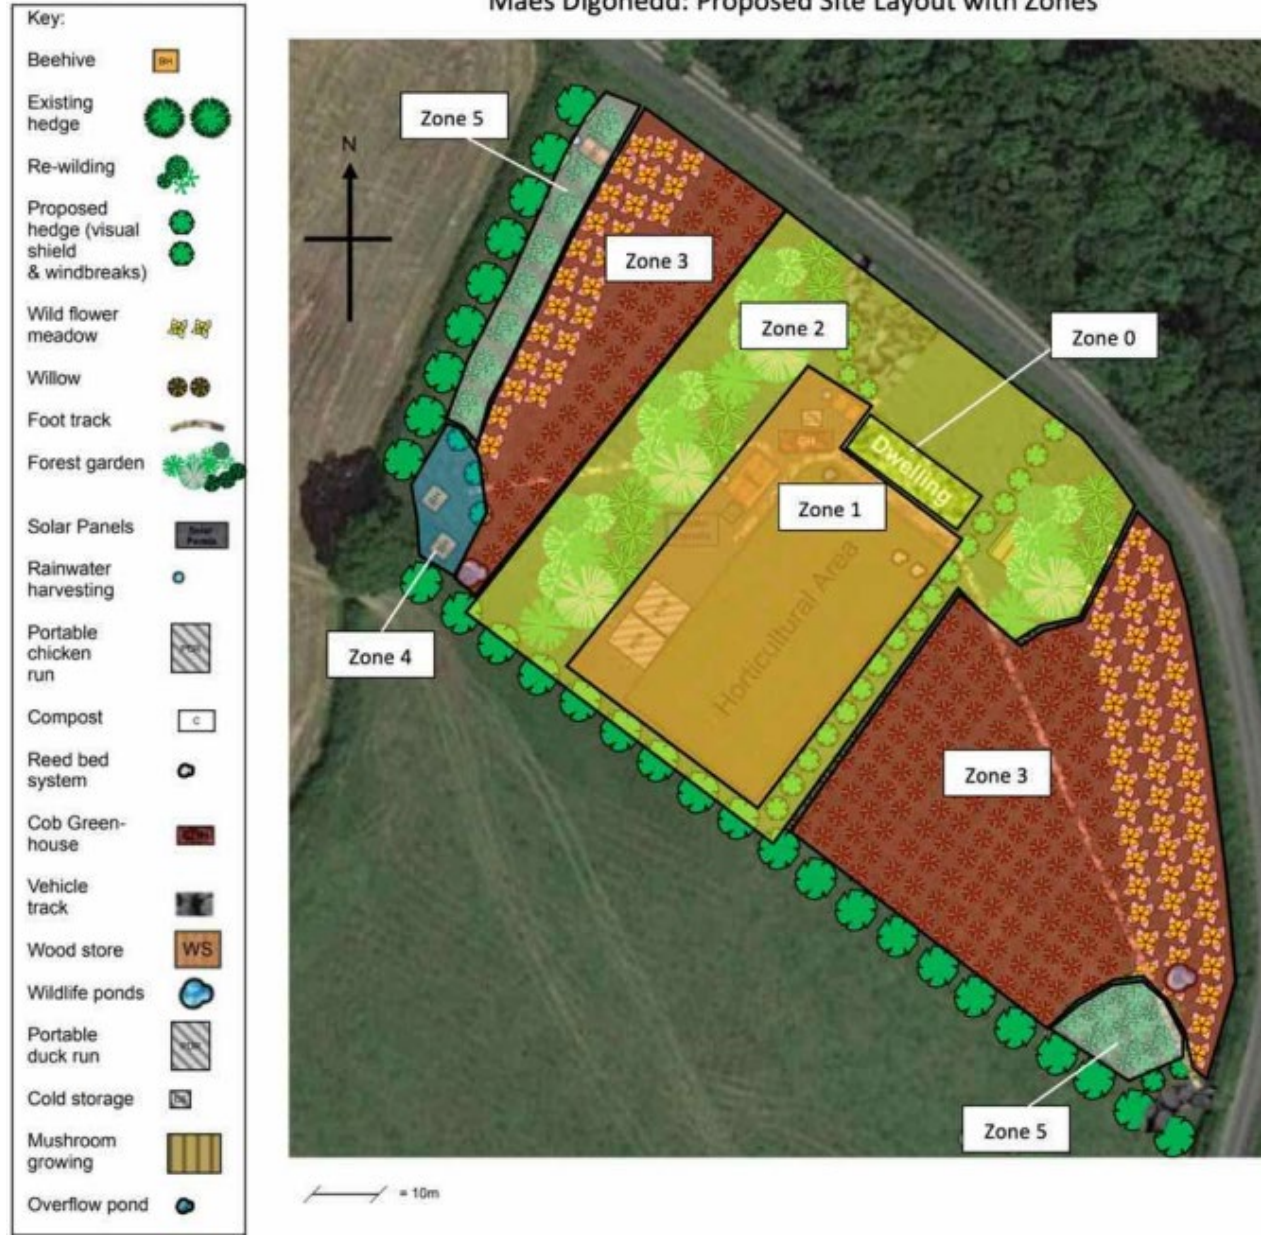 Maes Digonedd: Proposed Site Layout with Zones
Key:
Beehive
BH
Existing
hedge
Re-wilding
Proposed
hedge (visual
shield
& windbreaks)
Wild flower
meadow
Willow
Foot track
Forest garden
Solar Panels
Solar
Panels
Rainwater
harvesting
Portable
chicken
run
Compost
C
Reed bed
system
Cob Green-
house
Vehicle
track
Wood store
WS
Wildlife ponds
Portable
duck run
PDR
Cold storage
Mushroom
growing
Overflow pond
N
Zone 5
Zone 3
Zone 2
Zone 0
Dwelling
Zone 1
Horticultural Area
Zone 4
Zone 3
Zone 5
= 10m